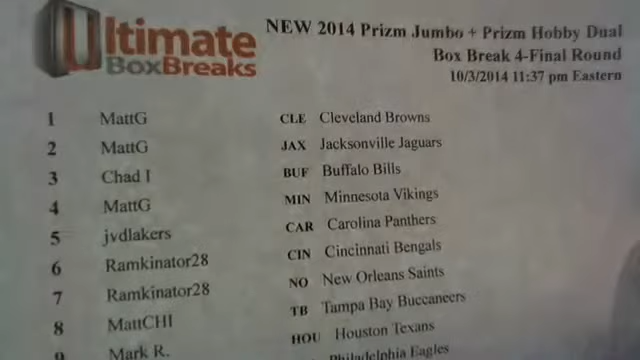 Ultimate
BoxBreaks
NEW 2014 Prizm Jumbo + Prizm Hobby Dual
Box Break 4-Final Round
10/3/2014 11:37 pm Eastern
1 MattG CLE Cleveland Browns
2 MattG JAX Jacksonville Jaguars
3 Chad I BUF Buffalo Bills
4 MattG MIN Minnesota Vikings
5 jvdlakers CAR Carolina Panthers
6 Ramkinator28 CIN Cincinnati Bengals
7 Ramkinator28 NO New Orleans Saints
8 MattCHI TB Tampa Bay Buccaneers
9 Mark R. HOU Houston Texans
Philadelphia Eagles